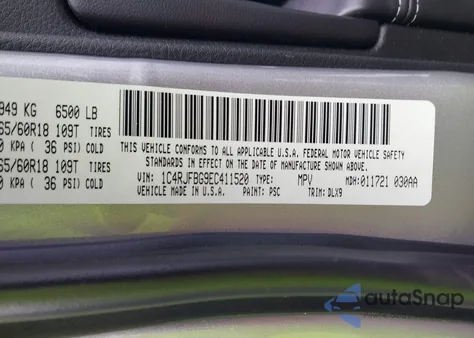 949 KG 6500 LB
65/60R18 109T TIRES
0 KPA ( 36 PSI) COLD
65/60R18 109T TIRES
0 KPA ( 36 PSI) COLD
THIS VEHICLE CONFORMS TO ALL APPLICABLE U.S.A. FEDERAL MOTOR VEHICLE SAFETY
STANDARDS IN EFFECT ON THE DATE OF MANUFACTURE SHOWN ABOVE.
VIN: 1C4RJFBG9EC411520 TYPE: MPV MDH:011721 030AA
VEHICLE MADE IN U.S.A. PAINT: PSC TRIM: DLX9
autoSnap